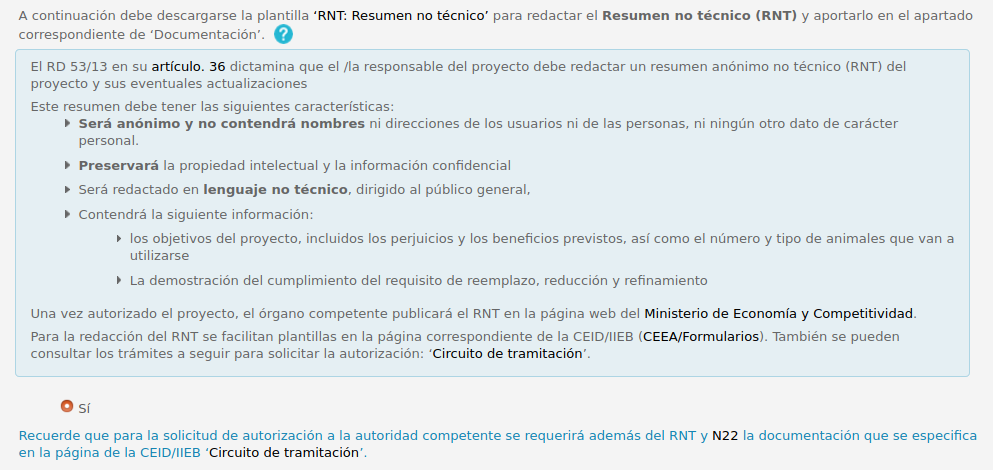 A continuación debe descargarse la plantilla ‘RNT: Resumen no técnico’ para redactar el Resumen no técnico (RNT) y aportarlo en el apartado
correspondiente de ‘Documentación’. ?
El RD 53/13 en su artículo. 36 dictamina que el /la responsable del proyecto debe redactar un resumen anónimo no técnico (RNT) del
proyecto y sus eventuales actualizaciones
Este resumen debe tener las siguientes características:
Será anónimo y no contendrá nombres ni direcciones de los usuarios ni de las personas, ni ningún otro dato de carácter
personal.
Preservará la propiedad intelectual y la información confidencial
Será redactado en lenguaje no técnico, dirigido al público general,
Contendrá la siguiente información:
los objetivos del proyecto, incluidos los perjuicios y los beneficios previstos, así como el número y tipo de animales que van a
utilizarse
La demostración del cumplimiento del requisito de reemplazo, reducción y refinamiento
Una vez autorizado el proyecto, el órgano competente publicará el RNT en la página web del Ministerio de Economía y Competitividad.
Para la redacción del RNT se facilitan plantillas en la página correspondiente de la CEID/IIEB (CEEA/Formularios). También se pueden
consultar los trámites a seguir para solicitar la autorización: ‘Circuito de tramitación’.
Sí
Recuerde que para la solicitud de autorización a la autoridad competente se requerirá además del RNT y N22 la documentación que se especifica
en la página de la CEID/IIEB ‘Circuito de tramitación’.